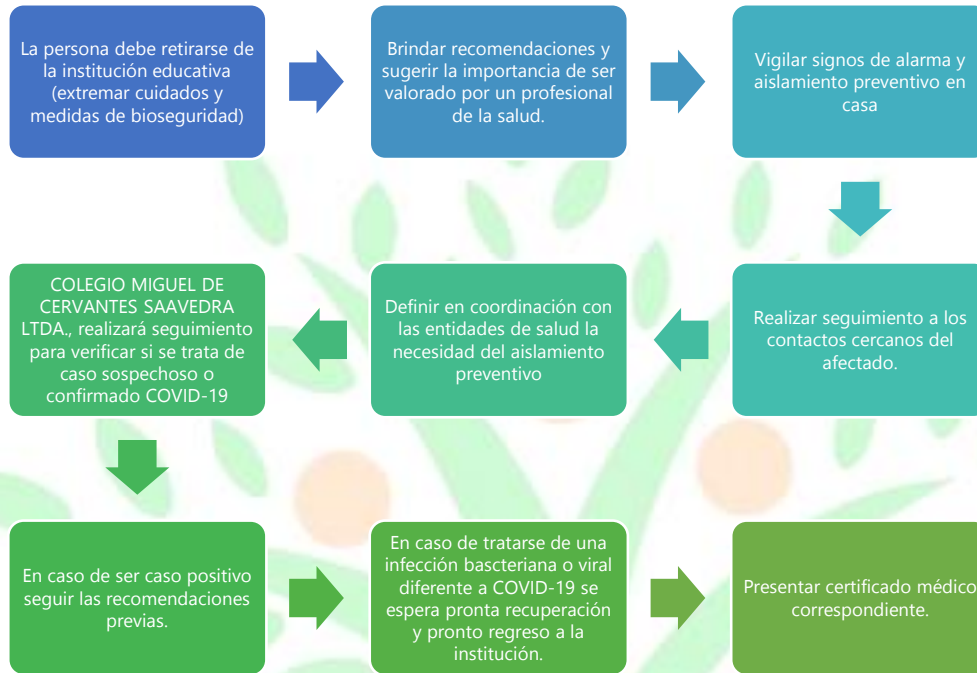 La persona debe retirarse de
la institución educativa
(extremar cuidados y
medidas de bioseguridad)
Brindar recomendaciones y
sugerir la importancia de ser
valorado por un profesional
de la salud.
Vigilar signos de alarma y
aislamiento preventivo en
casa
Realizar seguimiento a los
contactos cercanos del
afectado.
Definir en coordinación con
las entidades de salud la
necesidad del aislamiento
preventivo
COLEGIO MIGUEL DE
CERVANTES SAAVEDRA
LTDA., realizará seguimiento
para verificar si se trata de
caso sospechoso o
confirmado COVID-19
En caso de ser caso positivo
seguir las recomendaciones
previas.
En caso de tratarse de una
infección bascteriana o viral
diferente a COVID-19 se
espera pronta recuperación
y pronto regreso a la
institución.
Presentar certificado médico
correspondiente.